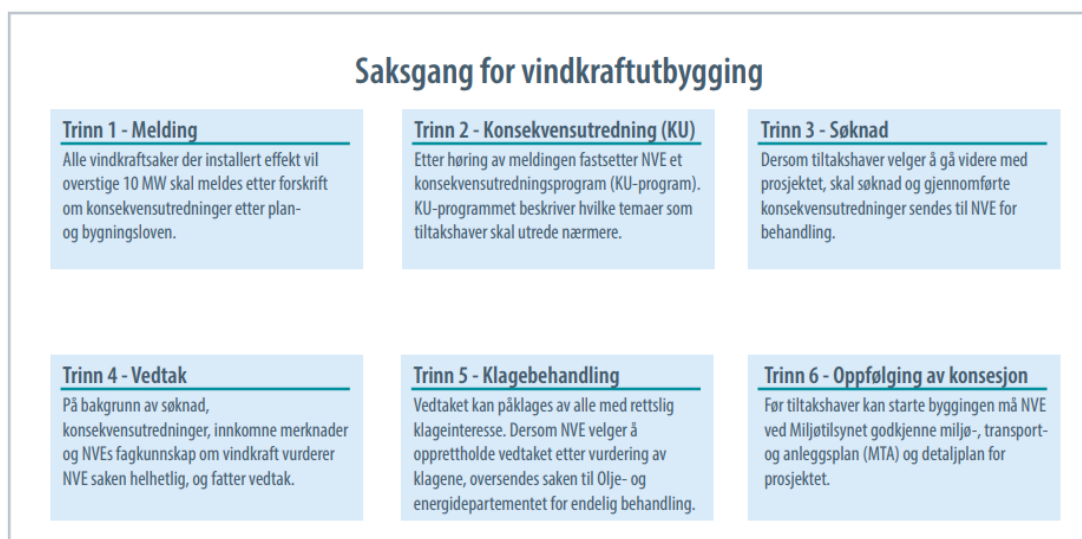 Saksgang for vindkraftutbygging
Trinn 1 - Melding
Alle vindkraftsaker der installert effekt vil
overstige 10 MW skal meldes etter forskrift
om konsekvensutredninger etter plan-
og bygningsloven.
Trinn 2 - Konsekvensutredning (KU)
Etter høring av meldingen fastsetter NVE et
konsekvensutredningsprogram (KU-program).
KU-programmet beskriver hvilke temaer som
tiltakshaver skal utrede nærmere.
Trinn 3 - Søknad
Dersom tiltakshaver velger å gå videre med
prosjektet, skal søknad og gjennomførte
konsekvensutredninger sendes til NVE for
behandling.
Trinn 4 - Vedtak
På bakgrunn av søknad,
konsekvensutredninger, innkomne merknader
og NVEs fagkunnskap om vindkraft vurderer
NVE saken helhetlig, og fatter vedtak.
Trinn 5 - Klagebehandling
Vedtaket kan påklages av alle med rettslig
klageinteresse. Dersom NVE velger å
opprettholde vedtaket etter vurdering av
klagene, oversendes saken til Olje- og
energidepartementet for endelig behandling.
Trinn 6 - Oppfølging av konsesjon
Før tiltakshaver kan starte byggingen må NVE
ved Miljøtilsynet godkjenne miljø-, transport-
og anleggsplan (MTA) og detaljplan for
prosjektet.